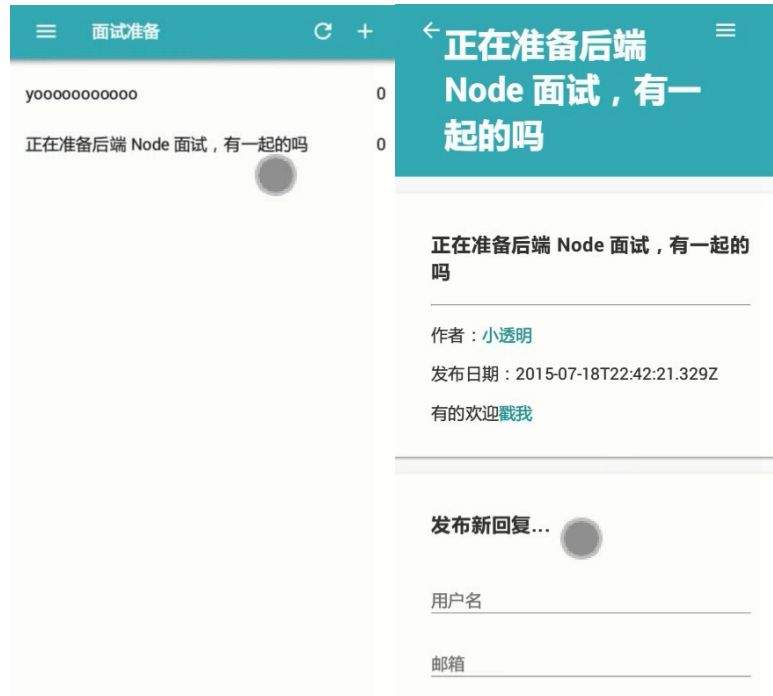 面试准备
yooooooooooo 0
正在准备后端 Node 面试，有一起的吗 0
正在准备后端
Node 面试，有一
起的吗
正在准备后端 Node 面试，有一起的
吗
作者：小透明
发布日期：2015-07-18T22:42:21.329Z
有的欢迎戳我
发布新回复...
用户名
邮箱